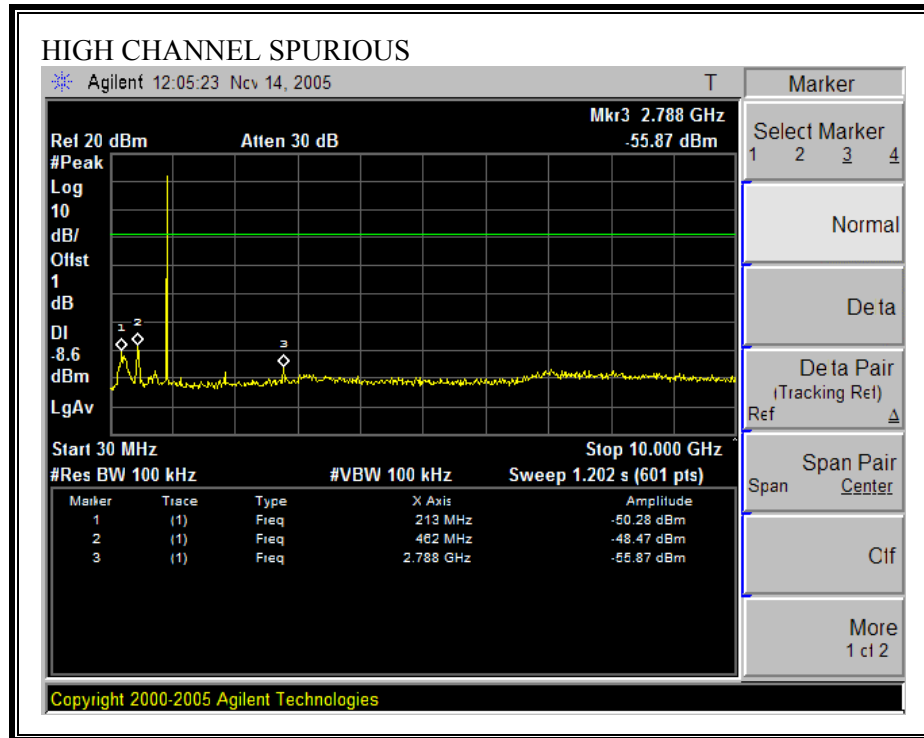 HIGH CHANNEL SPURIOUS
Agilent 12:05:23 Nov 14, 2005 T
Mkr3 2.788 GHz
Ref 20 dBm Atten 30 dB -55.87 dBm
#Peak
Log
10
dB/
Offst
1
dB
DI
-8.6
dBm
LgAv
1 2 3
Start 30 MHz Stop 10.000 GHz
#Res BW 100 kHz #VBW 100 kHz Sweep 1.202 s (601 pts)
Marker Trace Type X Axis Amplitude
1 (1) Freq 213 MHz -50.28 dBm
2 (1) Freq 462 MHz -48.47 dBm
3 (1) Freq 2.788 GHz -55.87 dBm
Marker
Select Marker
1 2 3 4
Normal
Delta
Delta Pair
(Tracking Ref)
Ref Δ
Span Pair
Span Center
Off
More
1 of 2
Copyright 2000-2005 Agilent Technologies